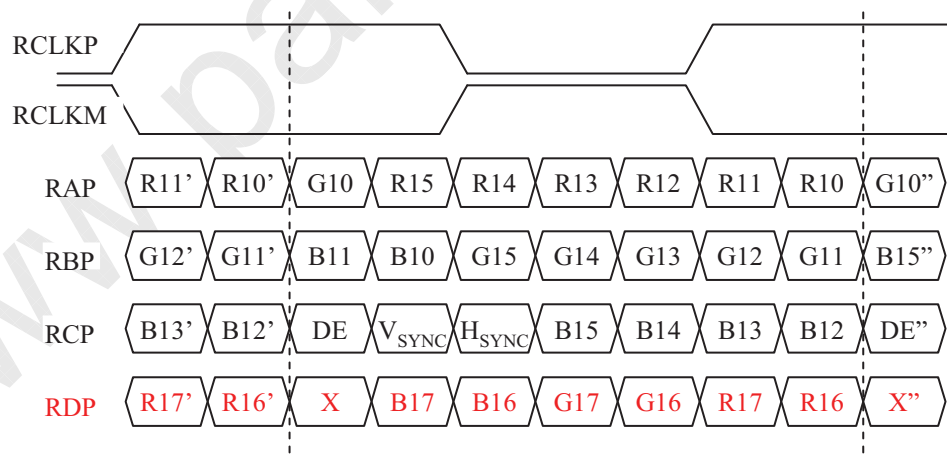 www pa
RCLKP
RCLKM
RAP R11’ R10’ G10 R15 R14 R13 R12 R11 R10 G10”
RBP G12’ G11’ B11 B10 G15 G14 G13 G12 G11 B15”
RCP B13’ B12’ DE VSYNC HSYNC B15 B14 B13 B12 DE”
RDP R17’ R16’ X B17 B16 G17 G16 R17 R16 X”